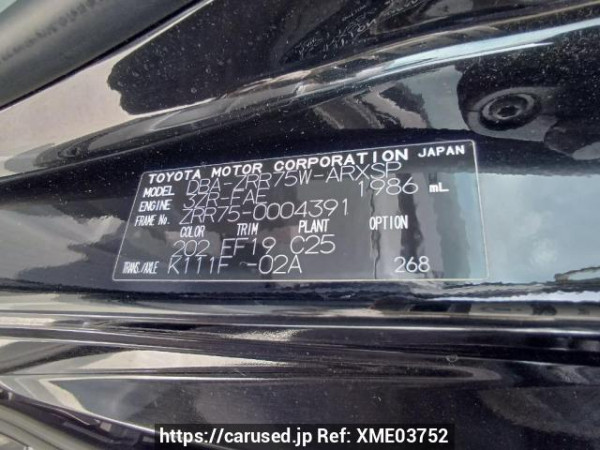 TOYOTA MOTOR CORPORATION JAPAN
MODEL DBA-ZRR75W-ARXSP
ENGINE 3ZR-FAE 1986 mL
FRAME No. ZRR75-0004391
COLOR TRIM PLANT OPTION
202 EF19 C25
TRANS./AXLE K111F -02A 268
https://carused.jp Ref: XME03752